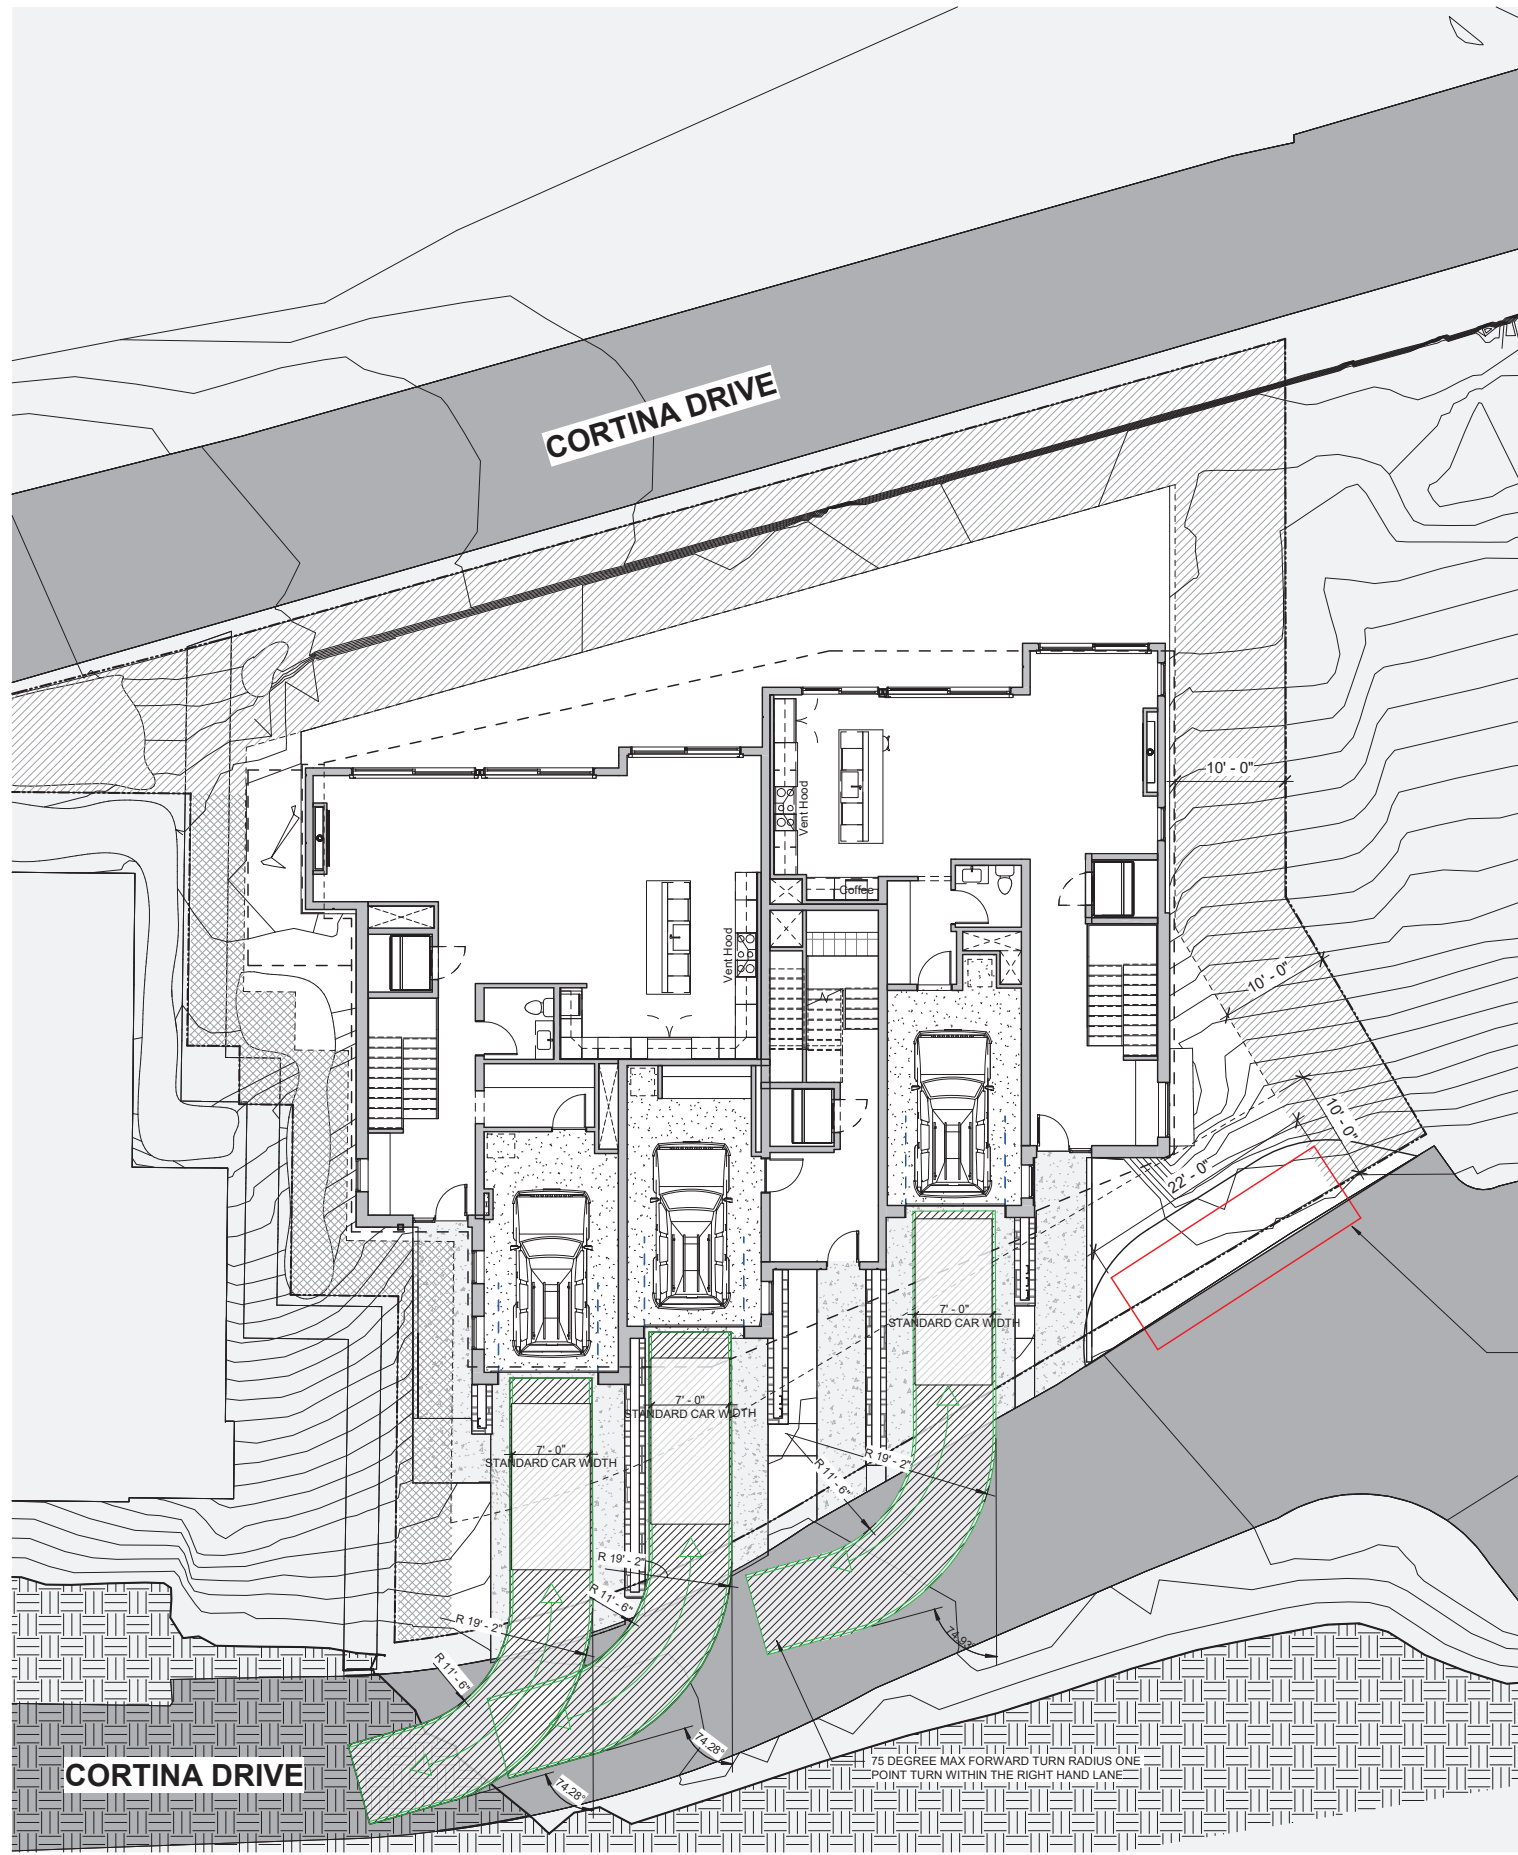 CORTINA DRIVE
10' - 0"
Vent Hood
Coffee
Vent Hood
10' - 0"
10' - 0"
22' - 0"
7' - 0"
STANDARD CAR WIDTH
7' - 0"
STANDARD CAR WIDTH
7' - 0"
STANDARD CAR WIDTH
R 19' - 2"
R 11' - 6"
R 19' - 2"
R 11' - 6"
R 19' - 2"
R 11' - 6"
74.93°
74.28°
74.28°
75 DEGREE MAX FORWARD TURN RADIUS ONE
POINT TURN WITHIN THE RIGHT HAND LANE
CORTINA DRIVE